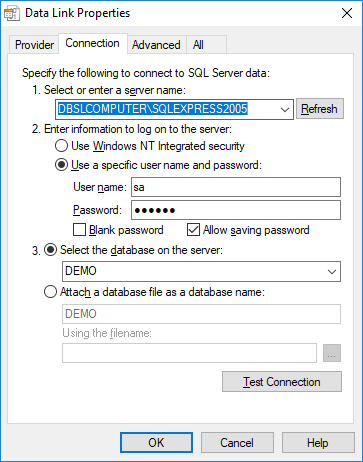 Data Link Properties
Provider Connection Advanced All
Specify the following to connect to SQL Server data:
1. Select or enter a server name:
DBSLCOMPUTER\SQLEXPRESS2005 Refresh
2. Enter information to log on to the server:
Use Windows NT Integrated security
Use a specific user name and password:
User name: sa
Password: ●●●●●●
Blank password Allow saving password
3. Select the database on the server:
DEMO
Attach a database file as a database name:
DEMO
Using the filename:
...
Test Connection
OK Cancel Help